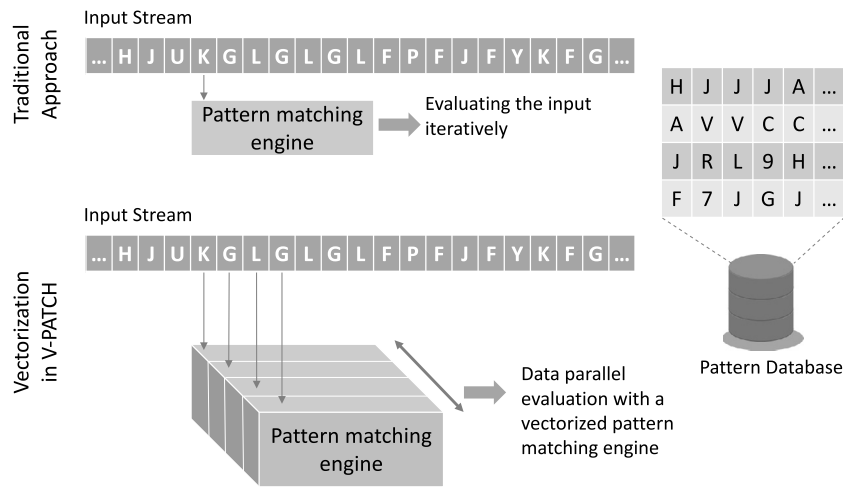 Input Stream
Traditional
Approach
... H J U K G L G L G L F P F J F Y K F G ...
Pattern matching
engine
Evaluating the input
iteratively
H J J J A ...
A V V C C ...
J R L 9 H ...
F 7 J G J ...
Pattern Database
Input Stream
Vectorization
in V-PATCH
... H J U K G L G L G L F P F J F Y K F G ...
Pattern matching
engine
Data parallel
evaluation with a
vectorized pattern
matching engine